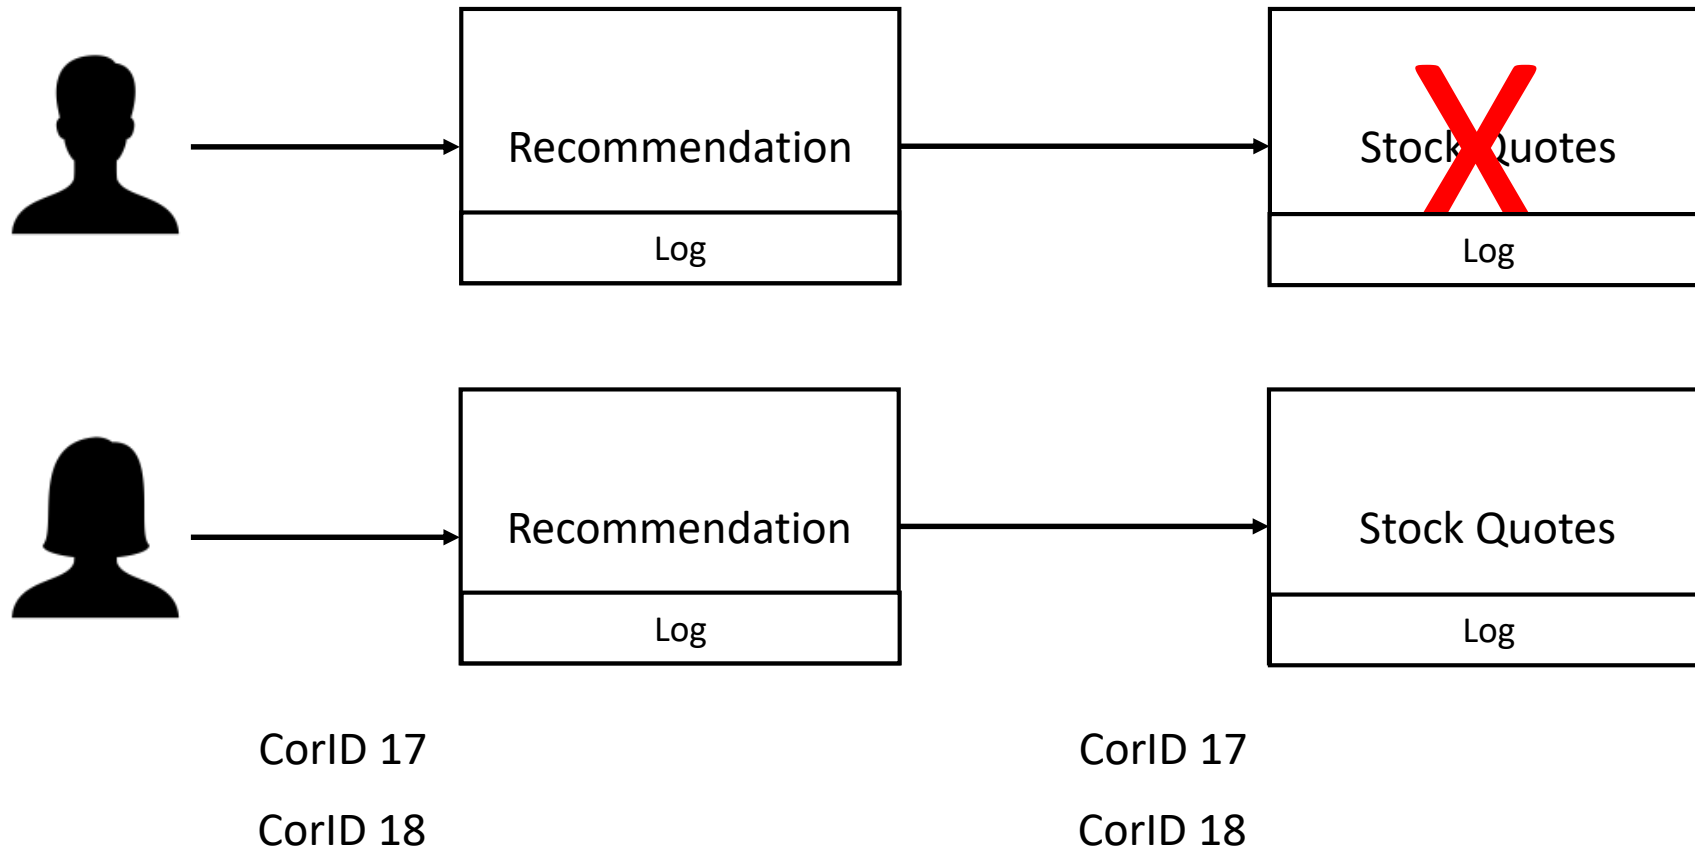 Recommendation
Stock Quotes
X
Log
Log
Recommendation
Stock Quotes
Log
Log
CorID 17
CorID 17
CorID 18
CorID 18